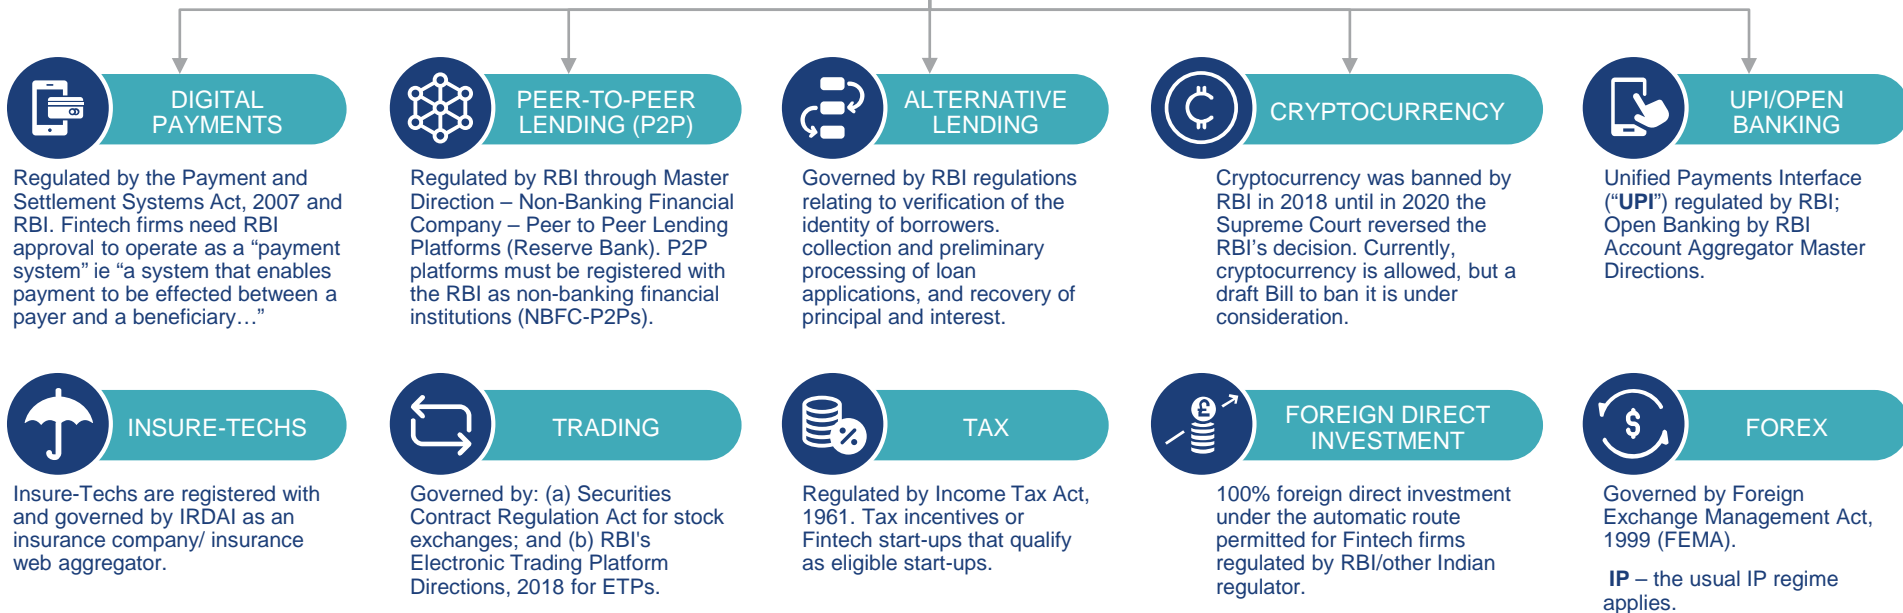 DIGITAL
PAYMENTS
Regulated by the Payment and
Settlement Systems Act, 2007 and
RBI. Fintech firms need RBI
approval to operate as a “payment
system” ie “a system that enables
payment to be effected between a
payer and a beneficiary…”
PEER-TO-PEER
LENDING (P2P)
Regulated by RBI through Master
Direction – Non-Banking Financial
Company – Peer to Peer Lending
Platforms (Reserve Bank). P2P
platforms must be registered with
the RBI as non-banking financial
institutions (NBFC-P2Ps).
ALTERNATIVE
LENDING
Governed by RBI regulations
relating to verification of the
identity of borrowers.
collection and preliminary
processing of loan
applications, and recovery of
principal and interest.
CRYPTOCURRENCY
Cryptocurrency was banned by
RBI in 2018 until in 2020 the
Supreme Court reversed the
RBI’s decision. Currently,
cryptocurrency is allowed, but a
draft Bill to ban it is under
consideration.
UPI/OPEN
BANKING
Unified Payments Interface
(“UPI”) regulated by RBI;
Open Banking by RBI
Account Aggregator Master
Directions.
INSURE-TECHS
Insure-Techs are registered with
and governed by IRDAI as an
insurance company/ insurance
web aggregator.
TRADING
Governed by: (a) Securities
Contract Regulation Act for stock
exchanges; and (b) RBI's
Electronic Trading Platform
Directions, 2018 for ETPs.
TAX
Regulated by Income Tax Act,
1961. Tax incentives or
Fintech start-ups that qualify
as eligible start-ups.
FOREIGN DIRECT
INVESTMENT
100% foreign direct investment
under the automatic route
permitted for Fintech firms
regulated by RBI/other Indian
regulator.
FOREX
Governed by Foreign
Exchange Management Act,
1999 (FEMA).
IP – the usual IP regime
applies.